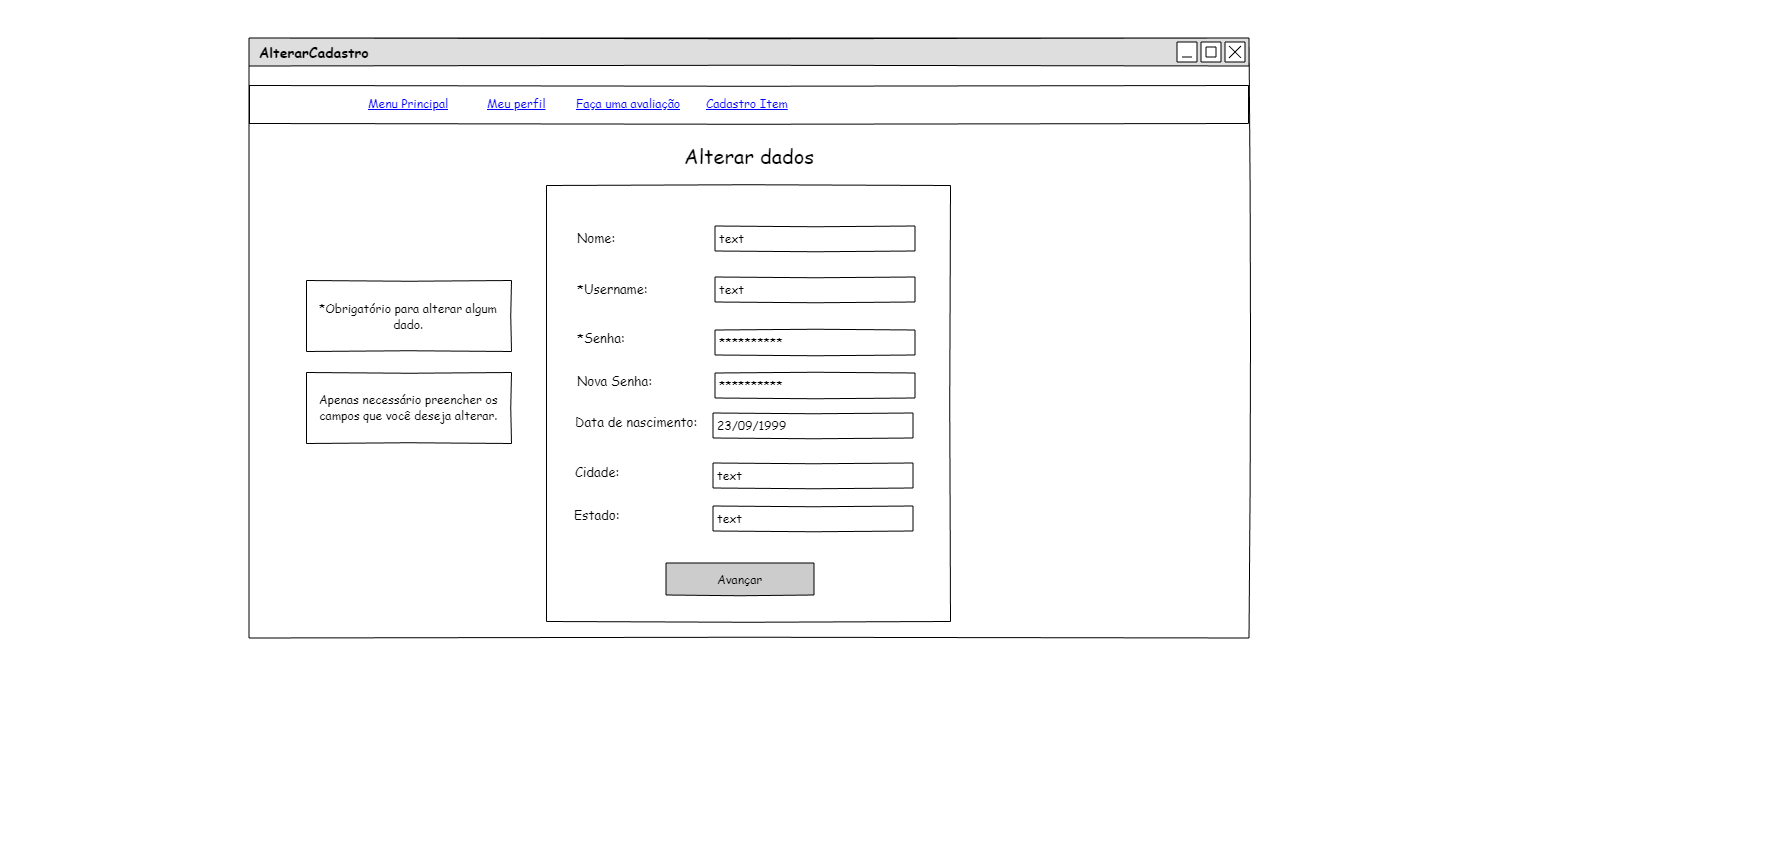 AlterarCadastro
Menu Principal Meu perfil Faça uma avaliação Cadastro Item
Alterar dados
*Obrigatório para alterar algum
dado.
Apenas necessário preencher os
campos que você deseja alterar.
Nome: text
*Username: text
*Senha: **********
Nova Senha: **********
Data de nascimento: 23/09/1999
Cidade: text
Estado: text
Avançar